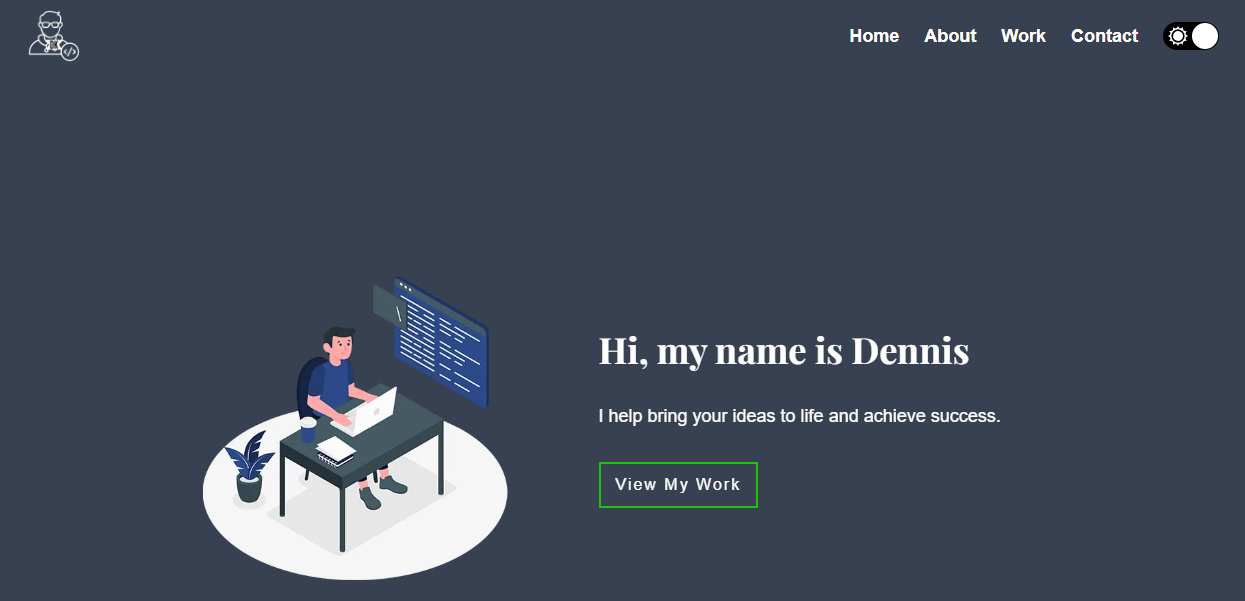 Home About Work Contact
Hi, my name is Dennis
I help bring your ideas to life and achieve success.
View My Work